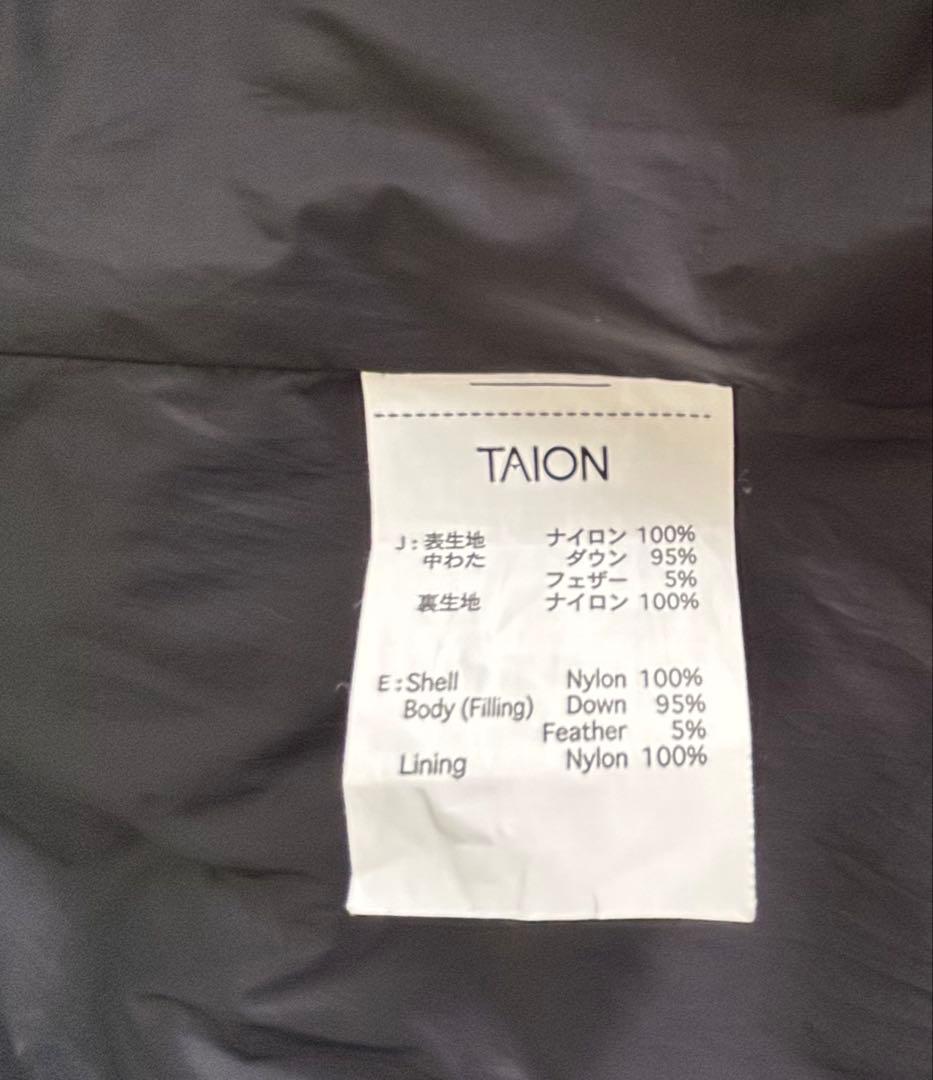 TAION
J:表生地 ナイロン 100%
中わた ダウン 95%
フェザー 5%
裏生地 ナイロン 100%
E:Shell Nylon 100%
Body (Filling) Down 95%
Feather 5%
Lining Nylon 100%